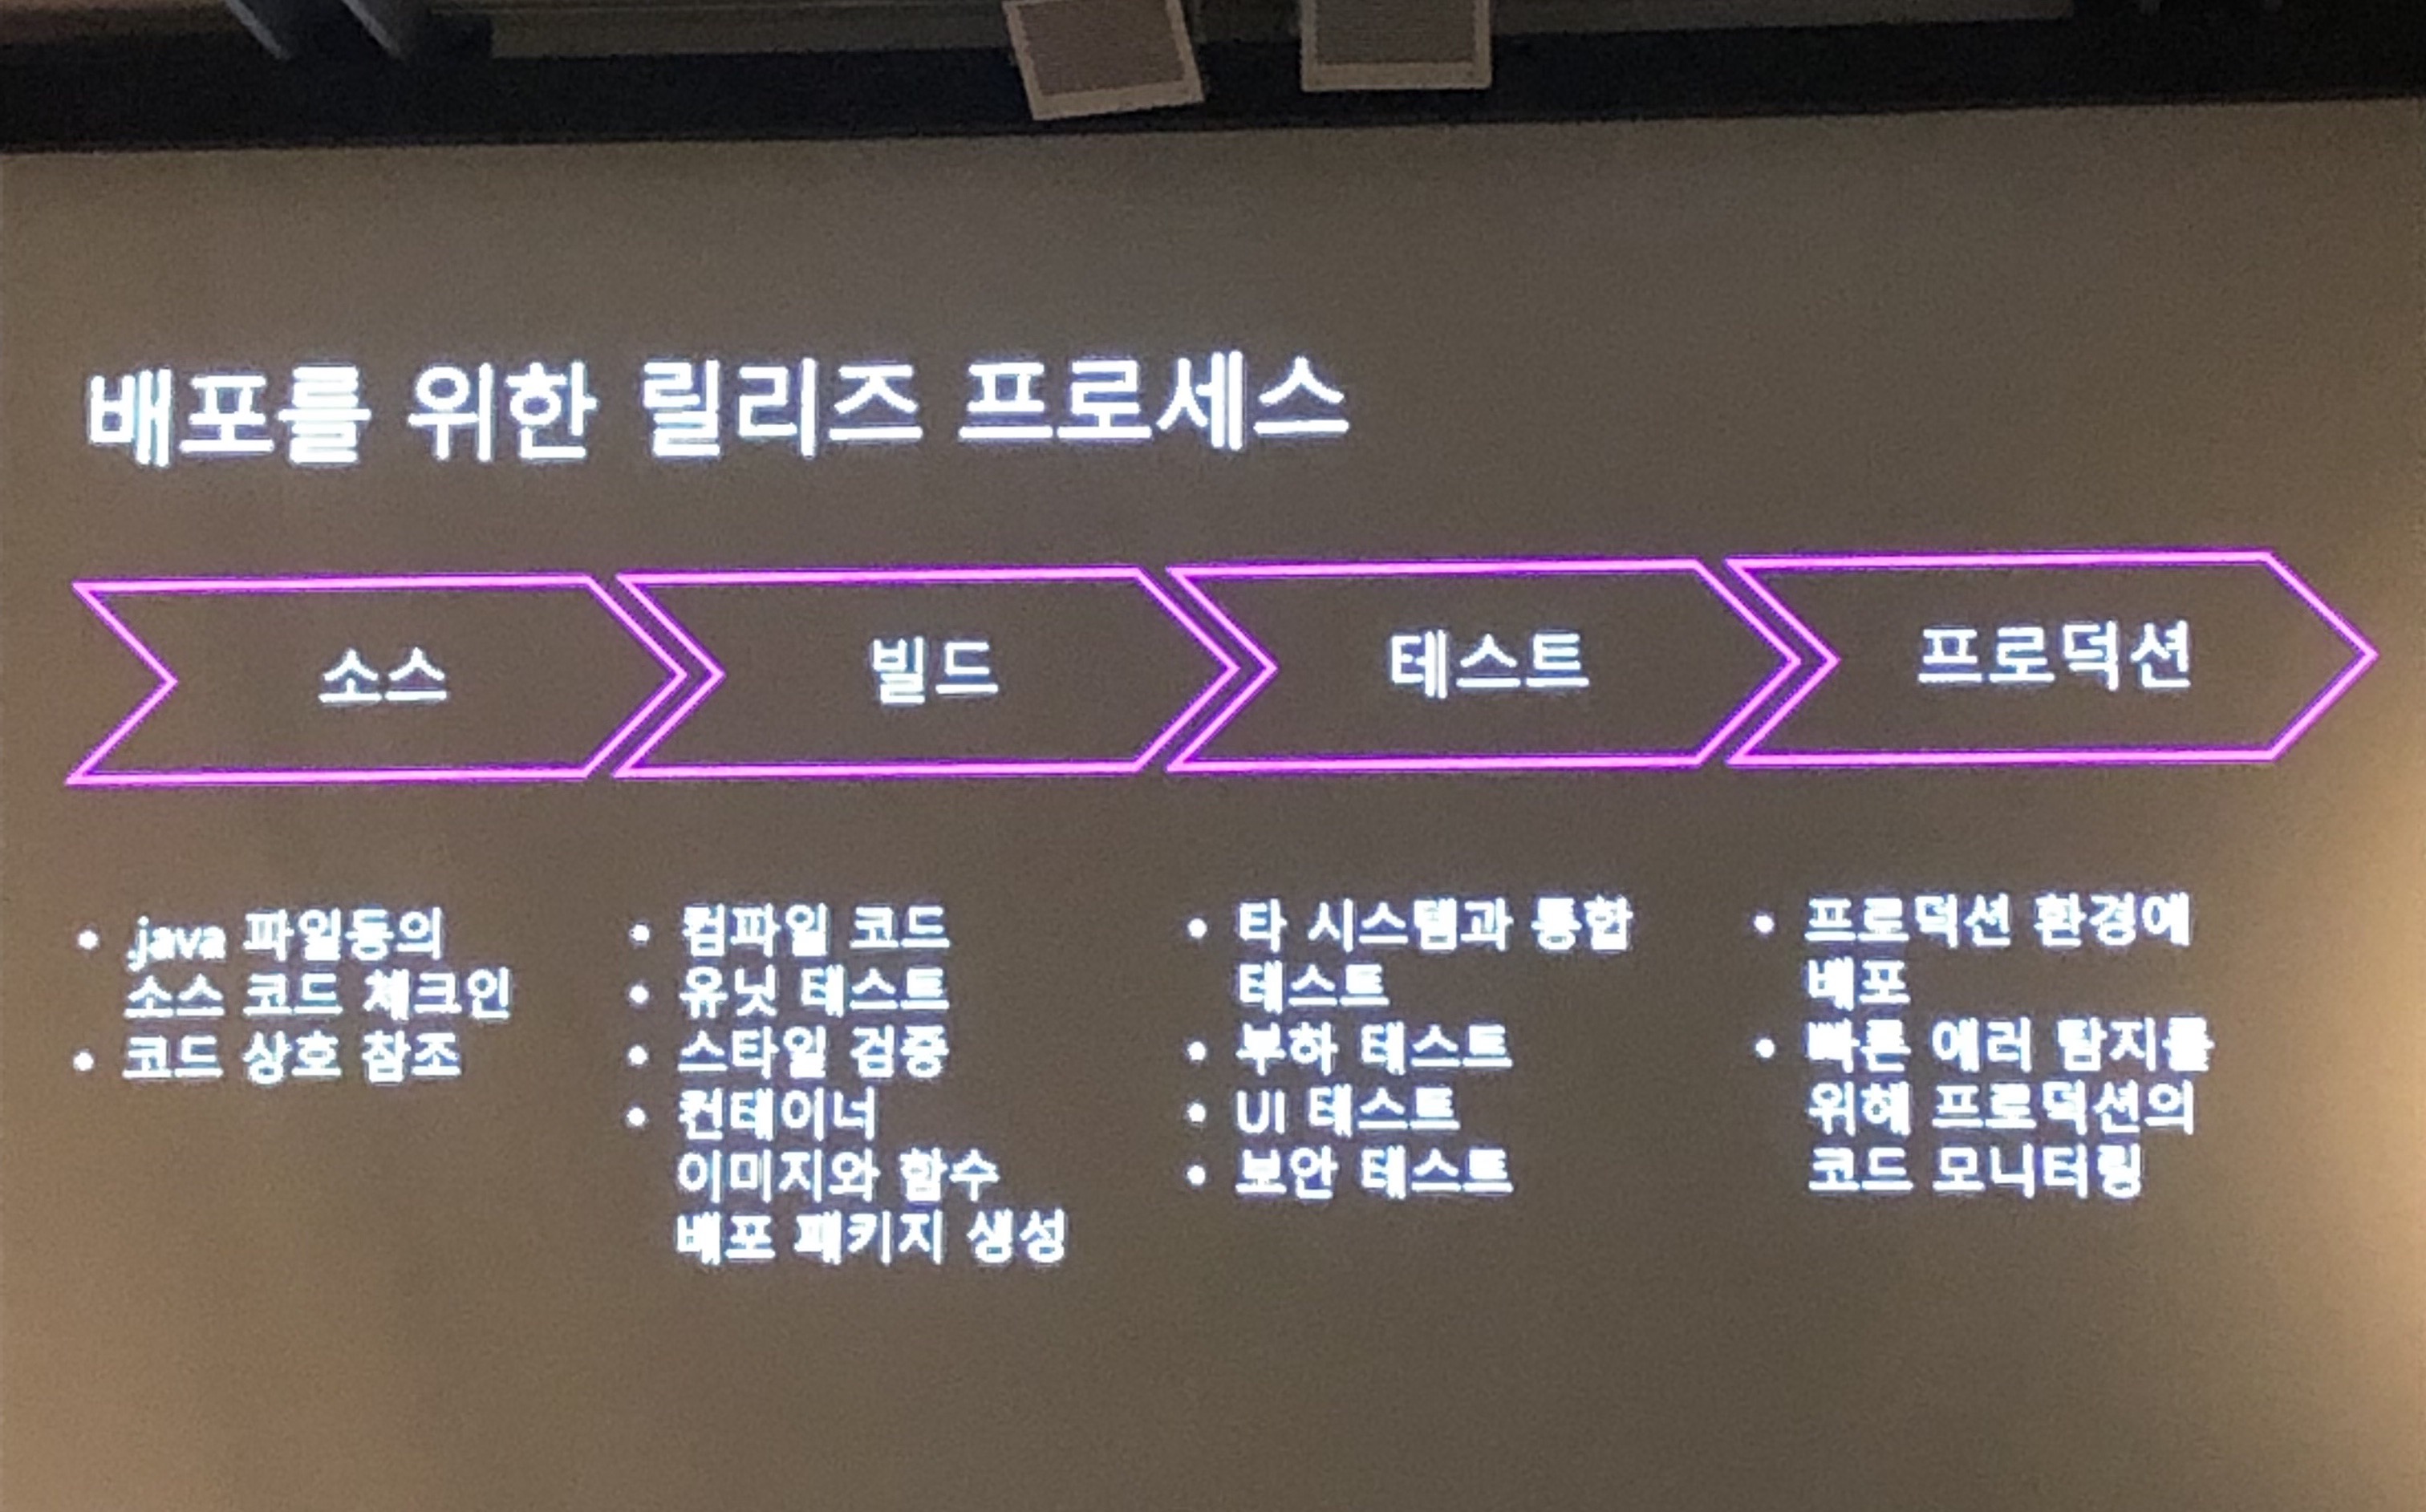 배포를 위한 릴리즈 프로세스
소스
빌드
테스트
프로덕션
• .java 파일등의
소스 코드 체크인
• 코드 상호 참조
• 컴파일 코드
• 유닛 테스트
• 스타일 검증
• 컨테이너
이미지와 함수
배포 패키지 생성
• 타 시스템과 통합
테스트
• 부하 테스트
• UI 테스트
• 보안 테스트
• 프로덕션 환경에
배포
• 빠른 에러 탐지를
위해 프로덕션의
코드 모니터링